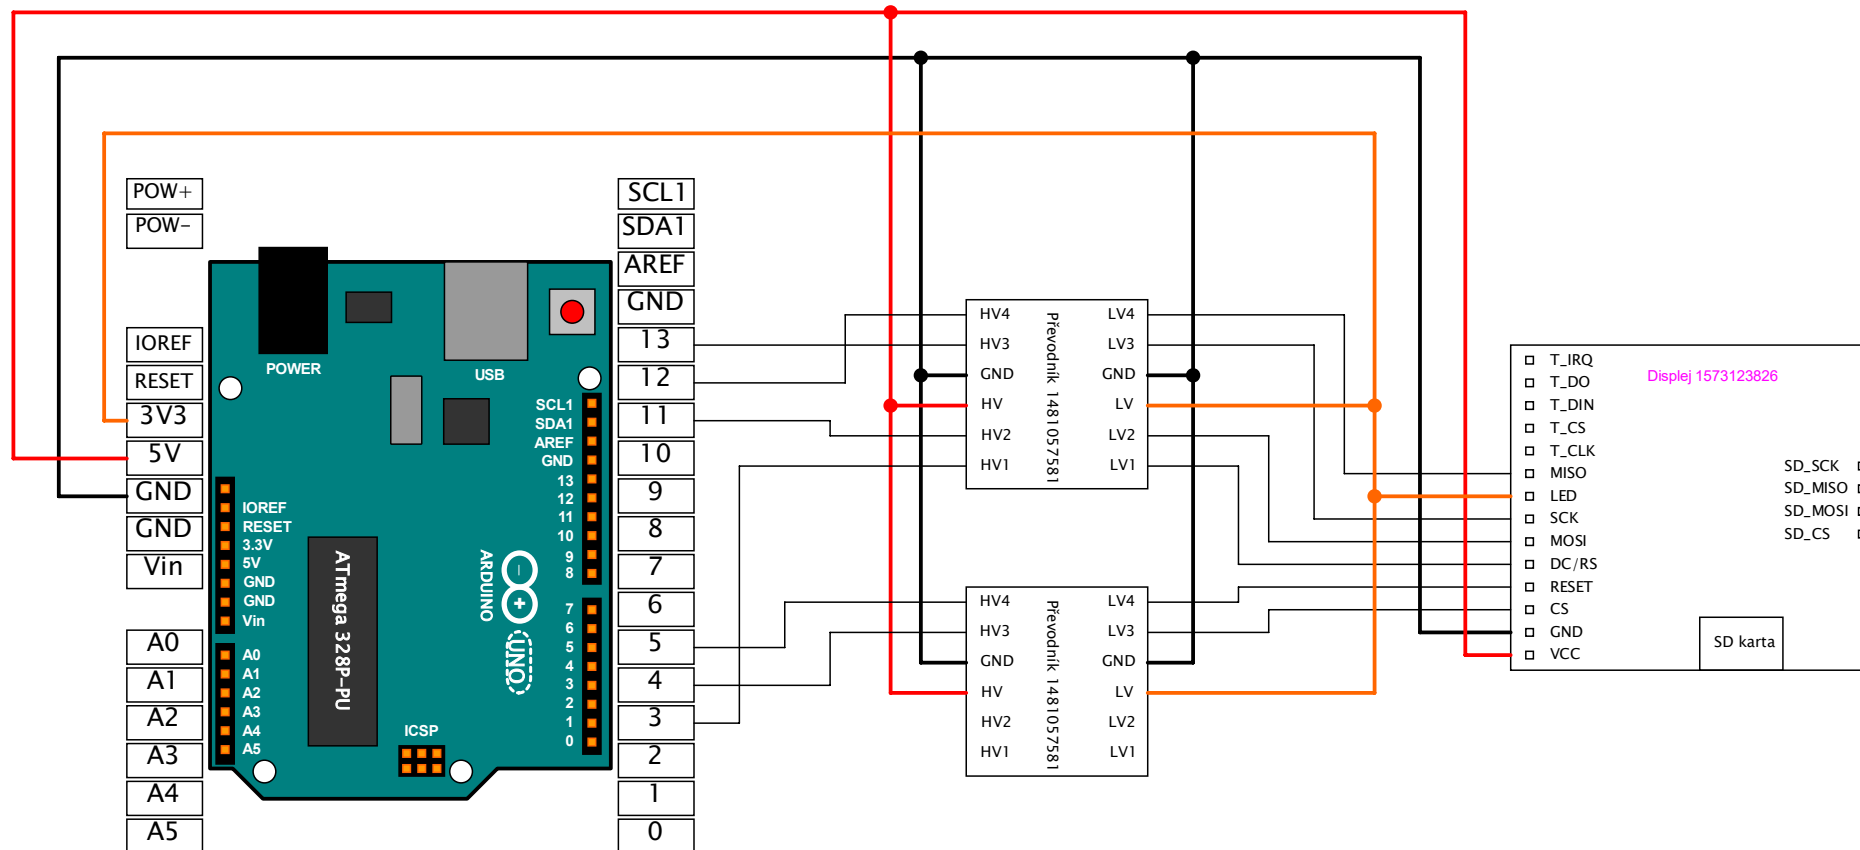 POW+
POW-
IOREF
RESET
3V3
5V
GND
GND
Vin
A0
A1
A2
A3
A4
A5
POWER
USB
SCL1
SDA1
AREF
GND
13
12
11
10
9
8
7
6
5
4
3
2
1
0
IOREF
RESET
3.3V
5V
GND
GND
Vin
A0
A1
A2
A3
A4
A5
ATmega 328P-PU
ARDUINO
UNO
ICSP
SCL1
SDA1
AREF
GND
13
12
11
10
9
8
7
6
5
4
3
2
1
0
HV4
HV3
GND
HV
HV2
HV1
Převodník 1481057581
LV4
LV3
GND
LV
LV2
LV1
HV4
HV3
GND
HV
HV2
HV1
Převodník 1481057581
LV4
LV3
GND
LV
LV2
LV1
T_IRQ
T_DO
T_DIN
T_CS
T_CLK
MISO
LED
SCK
MOSI
DC/RS
RESET
CS
GND
VCC
Displej 1573123826
SD_SCK
SD_MISO
SD_MOSI
SD_CS
SD karta